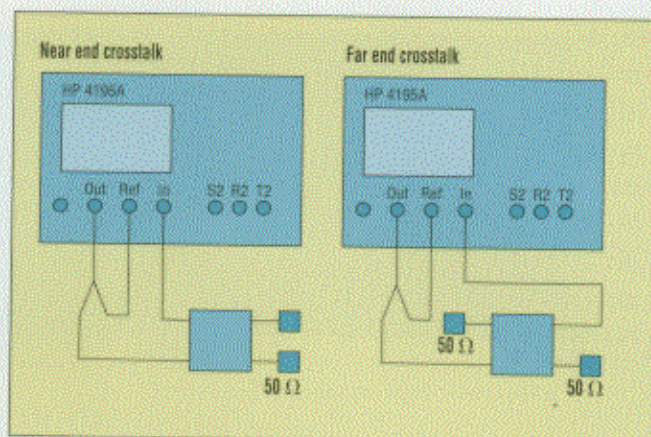 Near end crosstalk
HP 4195A
Out Ref In S2 R2 T2
50 Ω
Far end crosstalk
HP 4195A
Out Ref In S2 R2 T2
50 Ω
50 Ω